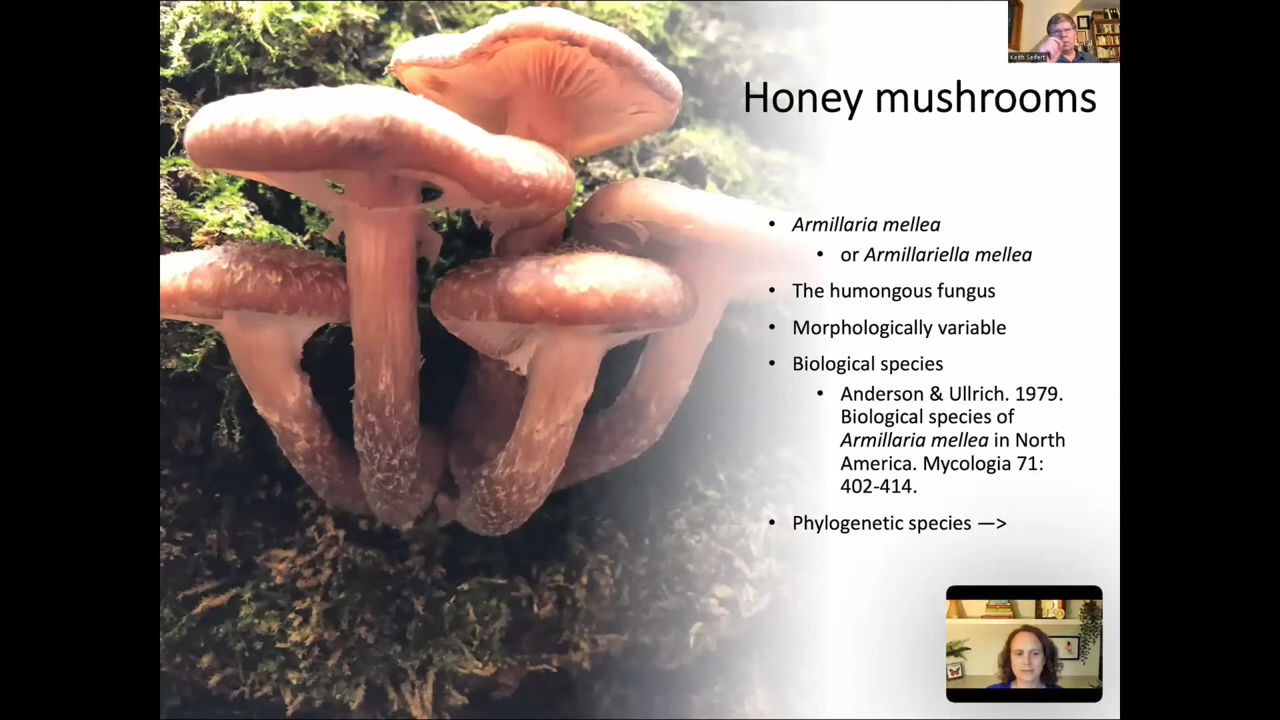 Keith Seifert
Honey mushrooms
• Armillaria mellea
• or Armillariella mellea
• The humongous fungus
• Morphologically variable
• Biological species
• Anderson & Ullrich. 1979.
Biological species of
Armillaria mellea in North
America. Mycologia 71:
402-414.
• Phylogenetic species —>